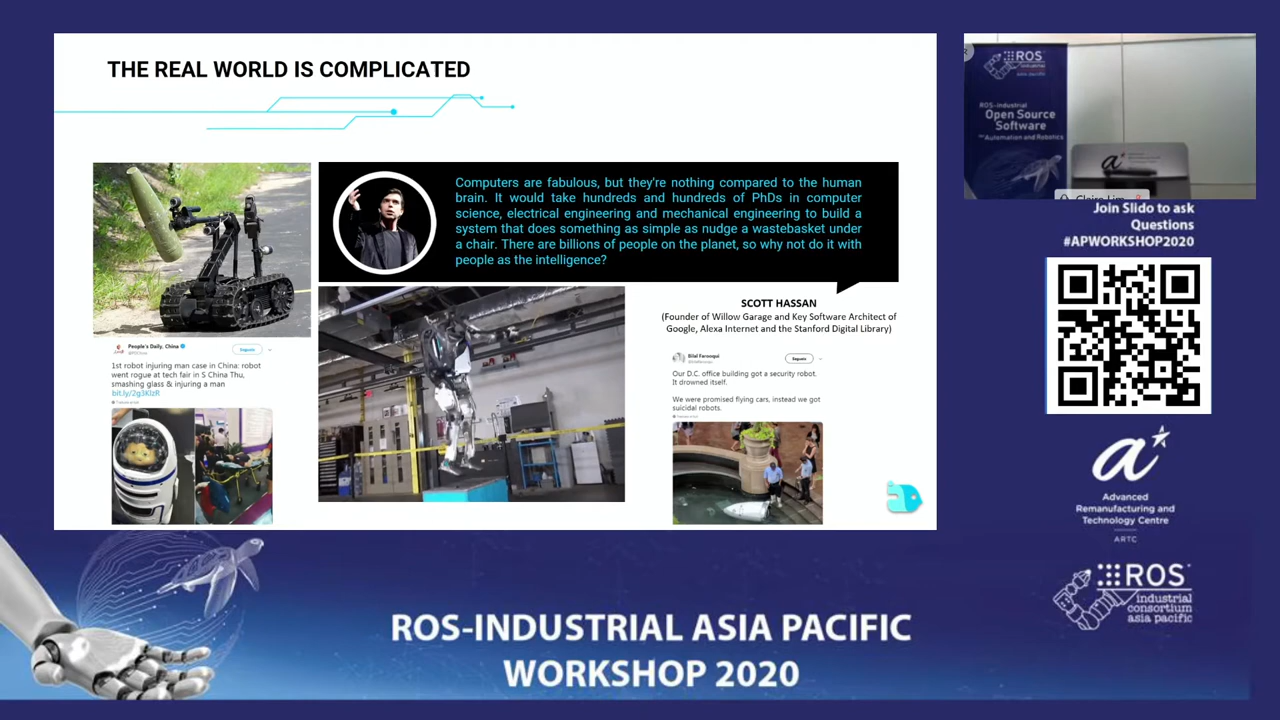 THE REAL WORLD IS COMPLICATED
Computers are fabulous, but they're nothing compared to the human
brain. It would take hundreds and hundreds of PhDs in computer
science, electrical engineering and mechanical engineering to build a
system that does something as simple as nudge a wastebasket under
a chair. There are billions of people on the planet, so why not do it with
people as the intelligence?
SCOTT HASSAN
(Founder of Willow Garage and Key Software Architect of
Google, Alexa Internet and the Stanford Digital Library)
People's Daily, China
Seguir
1st robot injuring man case in China: robot
went rogue at tech fair in S China Thu,
smashing glass & injuring a man
bit.ly/2g3KlzR
Bilal Farooqui
Our D.C. office building got a security robot.
It drowned itself.
We were promised flying cars, instead we got
suicidal robots.
ROS
industrial
asia pacific
ROS-industrial
Open Source
Software
for Automation and Robotics
Join Slido to ask
Questions
#APWORKSHOP2020
Advanced
Remanufacturing and
Technology Centre
ARTC
ROS
industrial
consortium
asia pacific
ROS-INDUSTRIAL ASIA PACIFIC
WORKSHOP 2020